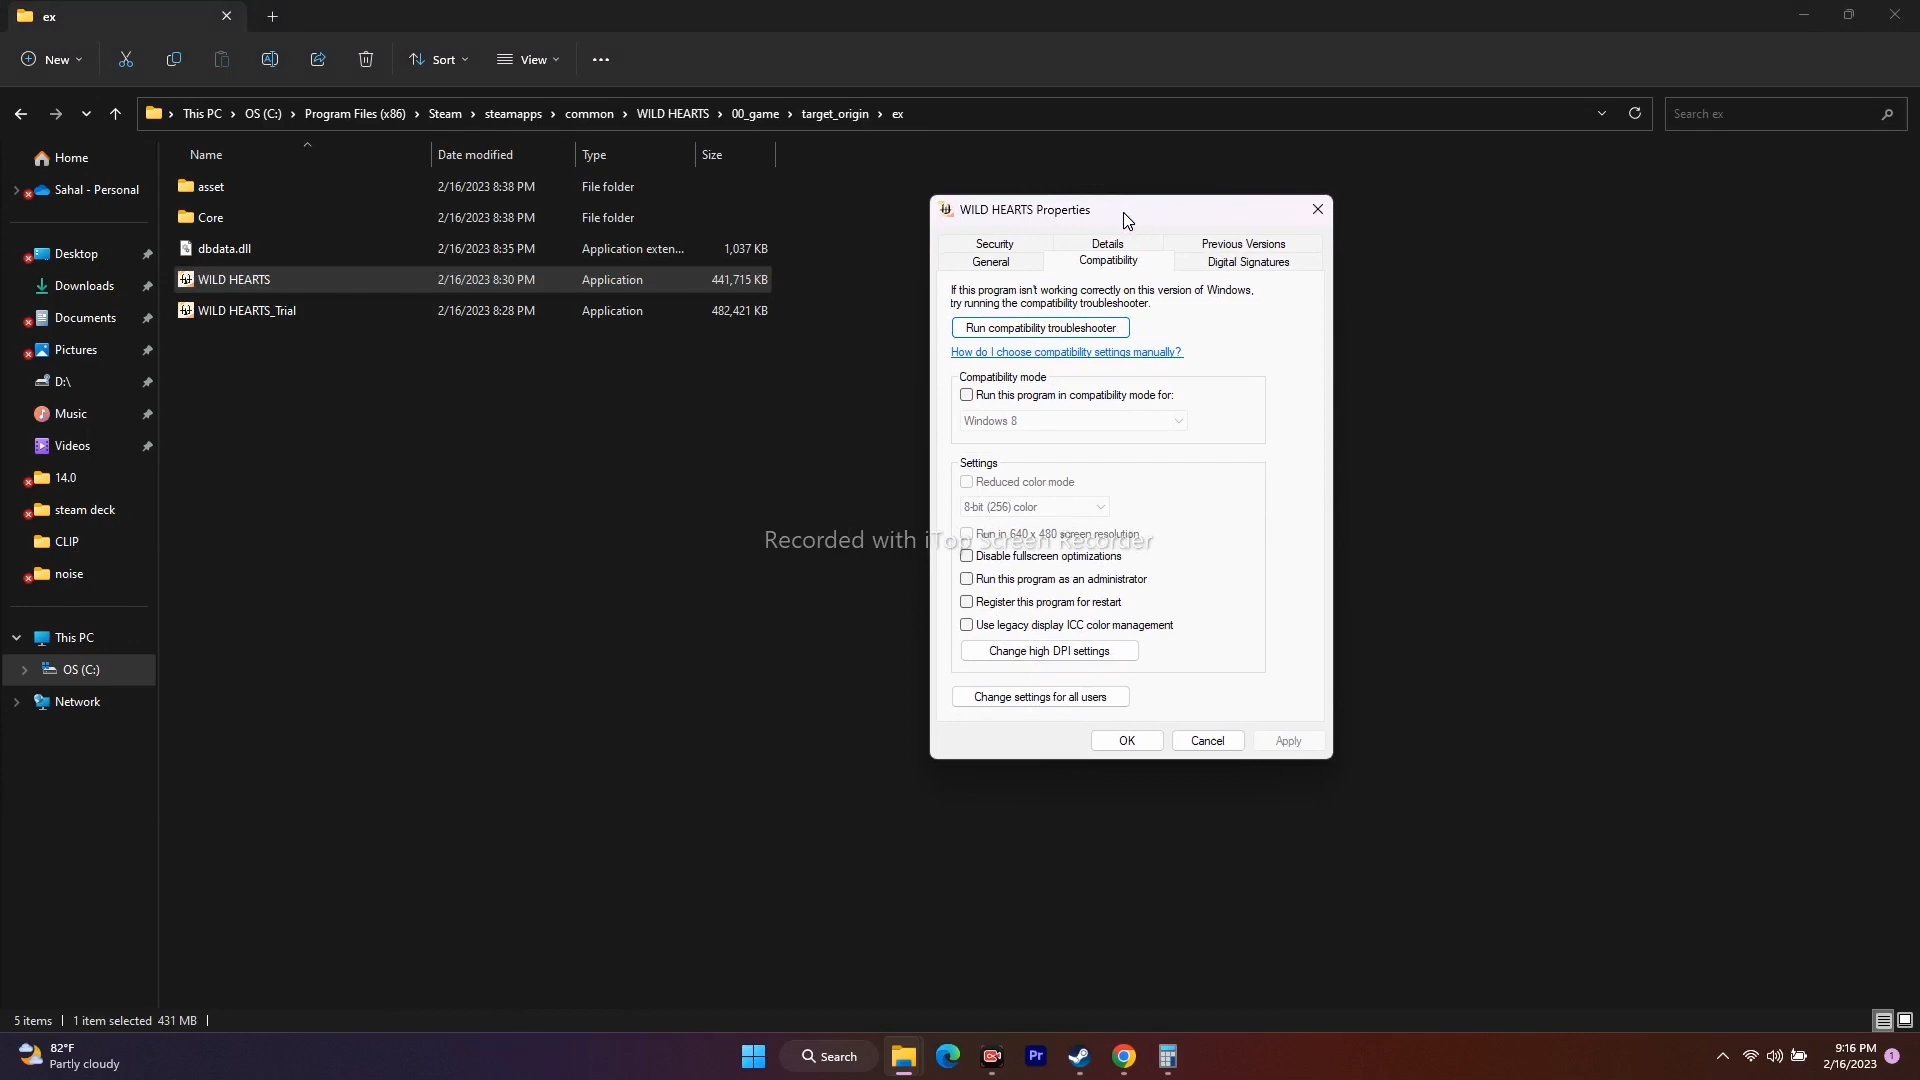 ex
New
Sort
View
This PC > OS (C:) > Program Files (x86) > Steam > steamapps > common > WILD HEARTS > 00_game > target_origin > ex
Search ex
Home
Sahal - Personal
Desktop
Downloads
Documents
Pictures
D:\
Music
Videos
14.0
steam deck
CLIP
noise
This PC
OS (C:)
Network
Name Date modified Type Size
asset 2/16/2023 8:38 PM File folder
Core 2/16/2023 8:38 PM File folder
dbdata.dll 2/16/2023 8:35 PM Application exten... 1,037 KB
WILD HEARTS 2/16/2023 8:30 PM Application 441,715 KB
WILD HEARTS_Trial 2/16/2023 8:28 PM Application 482,421 KB
WILD HEARTS Properties
Security Details Previous Versions
General Compatibility Digital Signatures
If this program isn't working correctly on this version of Windows,
try running the compatibility troubleshooter.
Run compatibility troubleshooter
How do I choose compatibility settings manually?
Compatibility mode
Run this program in compatibility mode for:
Windows 8
Settings
Reduced color mode
8-bit (256) color
Run in 640 x 480 screen resolution
Recorded with iTop Screen Recorder
Disable fullscreen optimizations
Run this program as an administrator
Register this program for restart
Use legacy display ICC color management
Change high DPI settings
Change settings for all users
OK Cancel Apply
5 items | 1 item selected 431 MB |
82°F
Partly cloudy
Search
Pr
9:16 PM
2/16/2023
1